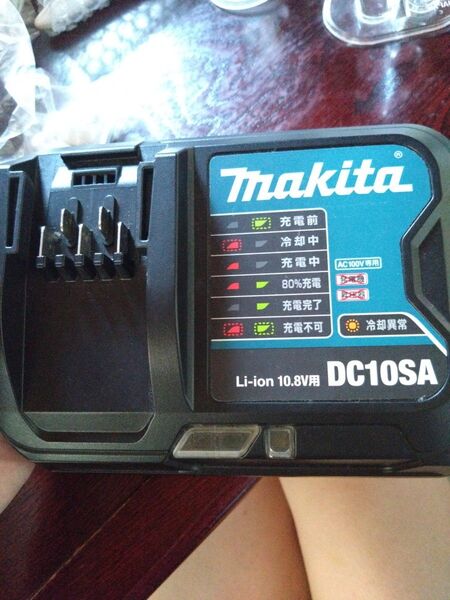 makita®
充電前
冷却中
充電中
AC100V専用
80%充電
充電完了
充電不可
冷却異常
Li-ion 10.8V用 DC10SA